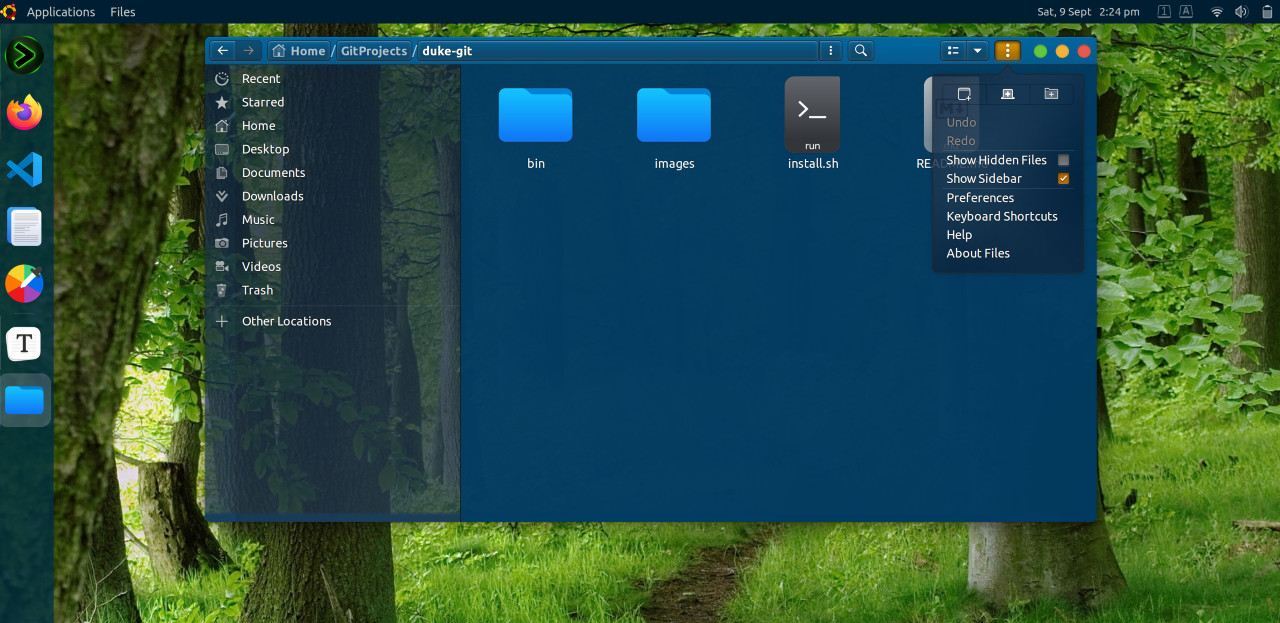 Applications Files
Sat, 9 Sept 2:24 pm
1 A
Home / GitProjects / duke-git
Recent
Starred
Home
Desktop
Documents
Downloads
Music
Pictures
Videos
Trash
Other Locations
bin
images
run
install.sh
Undo
Redo
Show Hidden Files
Show Sidebar
Preferences
Keyboard Shortcuts
Help
About Files
T